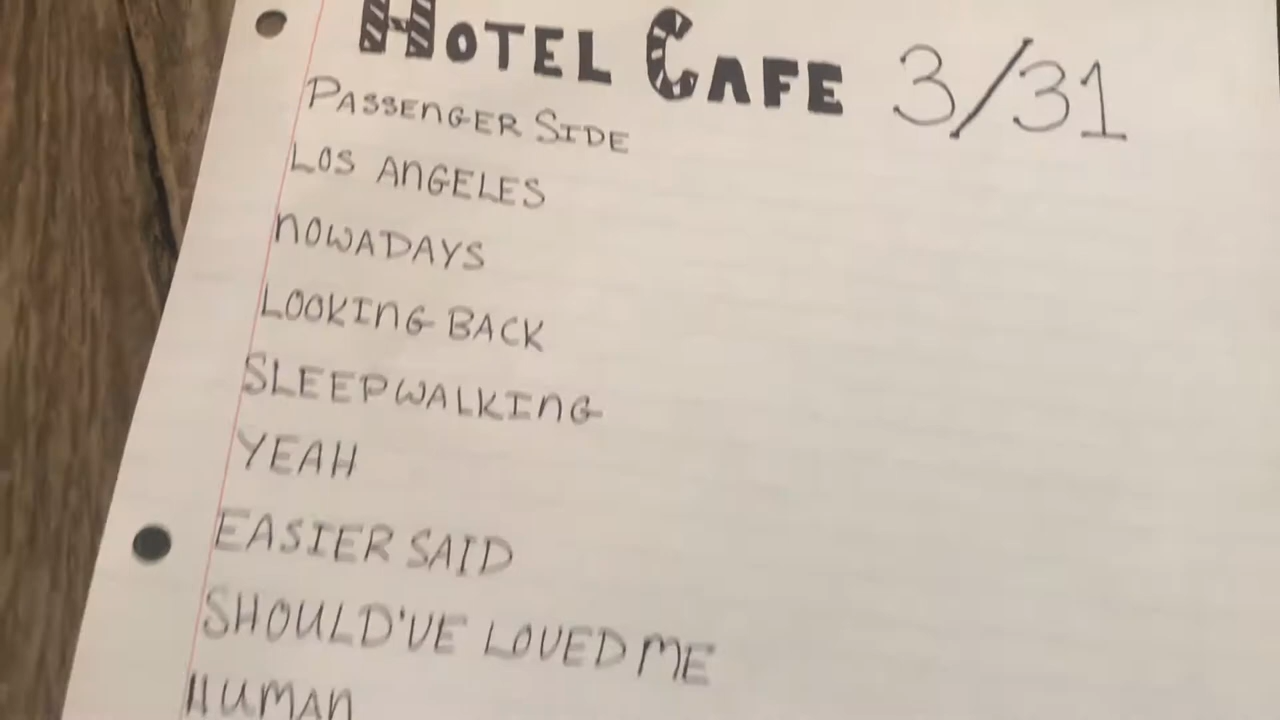 HOTEL CAFE 3/31
PASSENGER SIDE
LOS ANGELES
NOWADAYS
LOOKING BACK
SLEEPWALKING
YEAH
EASIER SAID
SHOULD'VE LOVED ME
HUMAN